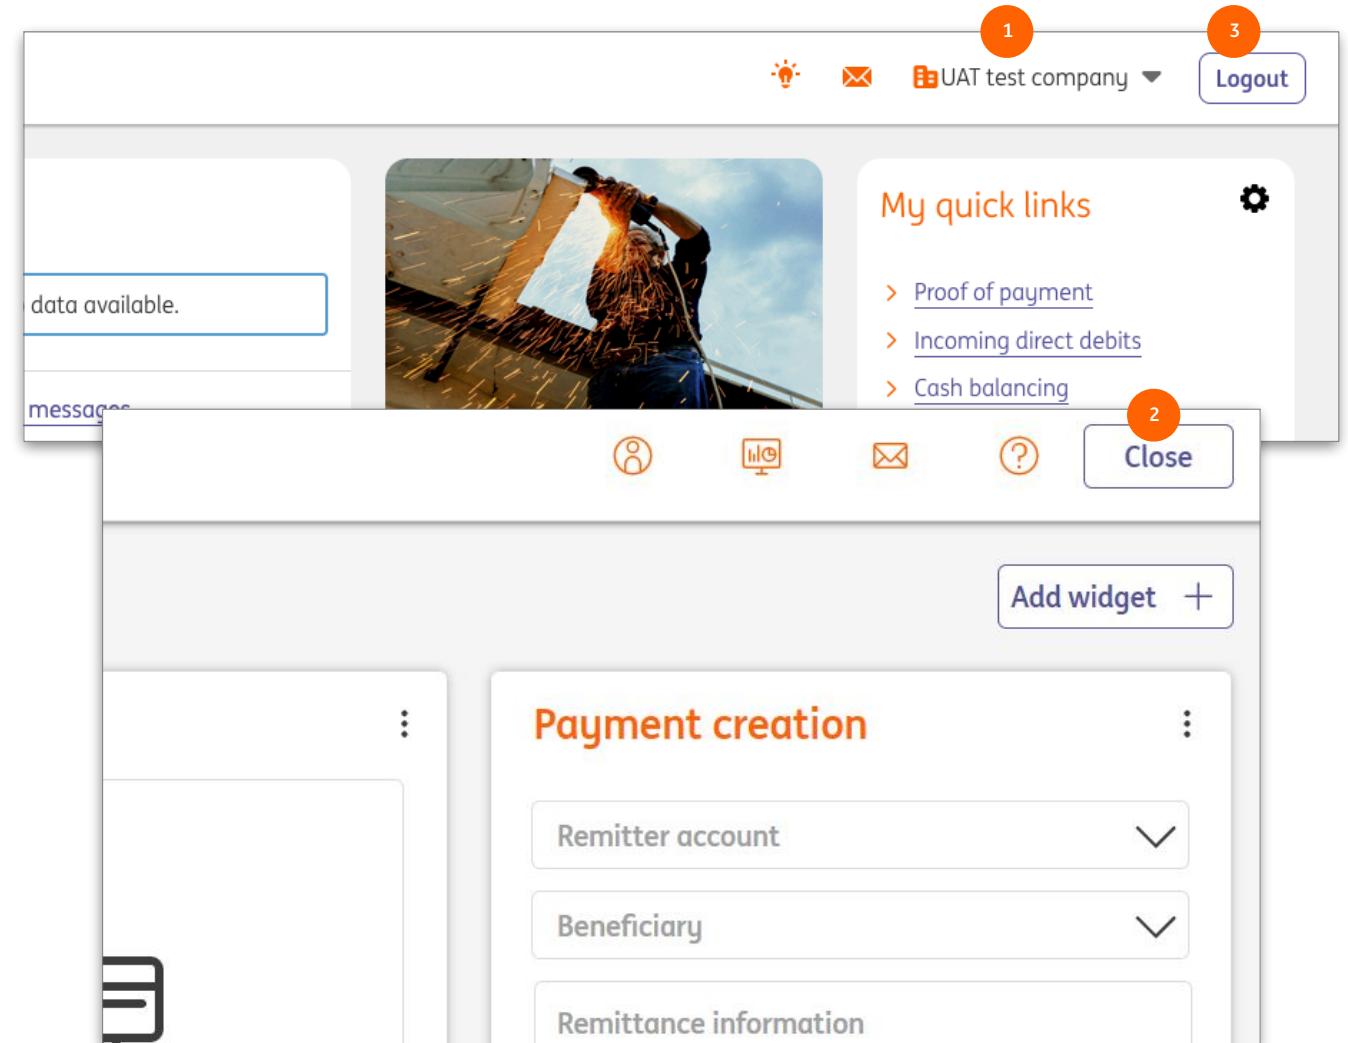 1
3
UAT test company
Logout
My quick links
data available.
Proof of payment
Incoming direct debits
Cash balancing
messages
2
Close
Add widget
Payment creation
Remitter account
Beneficiary
Remittance information